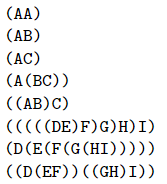 (AA)
(AB)
(AC)
(A(BC))
((AB)C)
(((((DE)F)G)H)I)
(D(E(F(G(HI)))))
((D(EF))((GH)I))